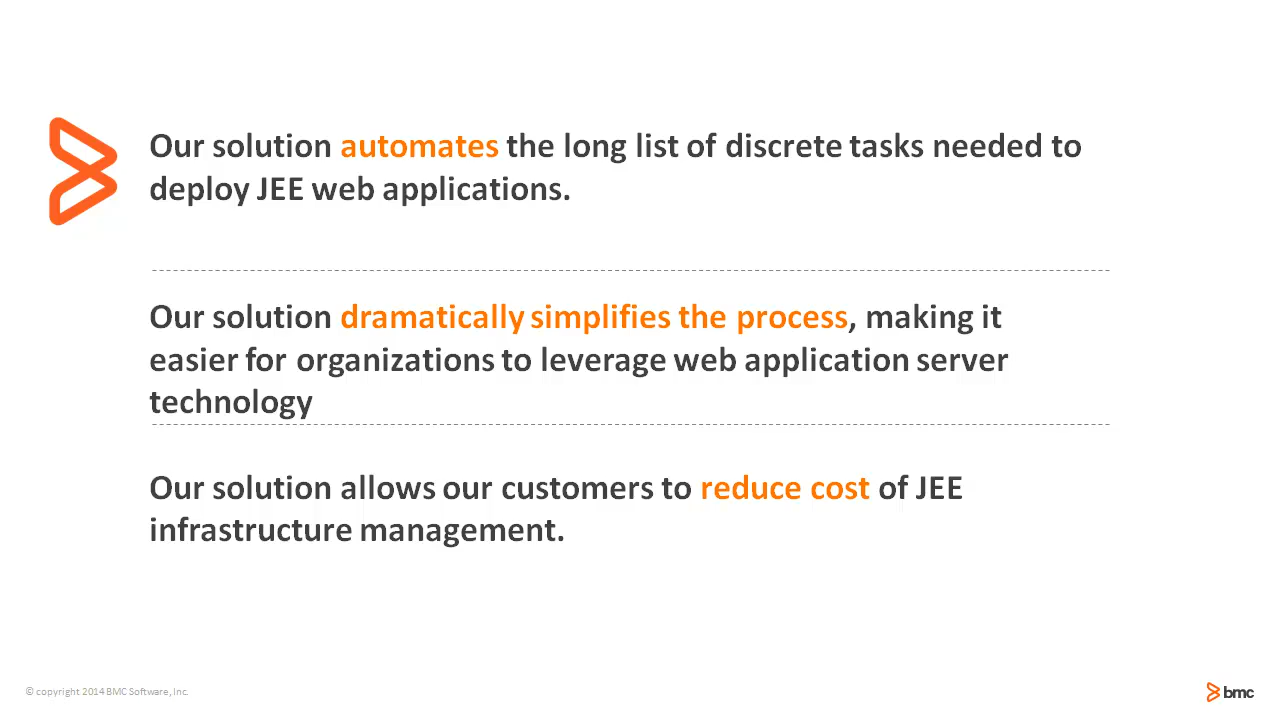 Our solution automates the long list of discrete tasks needed to
deploy JEE web applications.
Our solution dramatically simplifies the process, making it
easier for organizations to leverage web application server
technology
Our solution allows our customers to reduce cost of JEE
infrastructure management.
© copyright 2014 BMC Software, Inc.
bmc